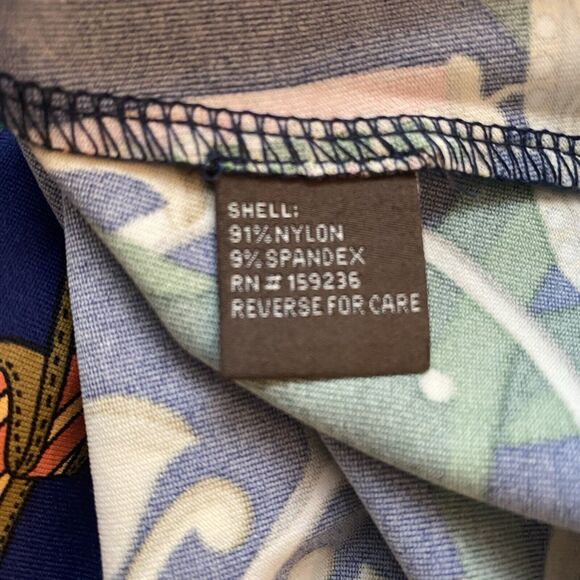 SHELL:
91% NYLON
9% SPANDEX
RN # 159236
REVERSE FOR CARE